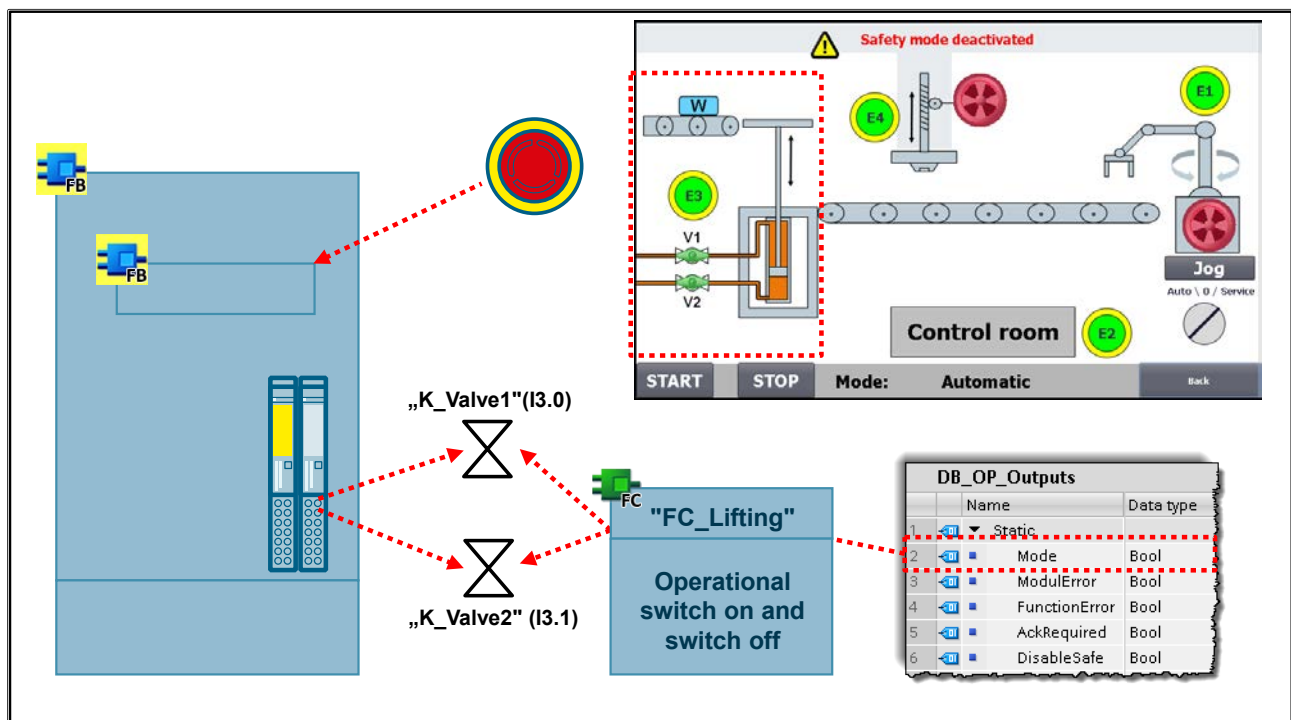 Safety mode deactivated
W
E4
E1
E3
V1
V2
Jog
Auto \ 0 / Service
Control room
E2
START
STOP
Mode:
Automatic
Back
FB
FB
„K_Valve1"(I3.0)
„K_Valve2" (I3.1)
FC
"FC_Lifting"
Operational
switch on and
switch off
DB_OP_Outputs
Name Data type
1 Static
2 Mode Bool
3 ModulError Bool
4 FunctionError Bool
5 AckRequired Bool
6 DisableSafe Bool